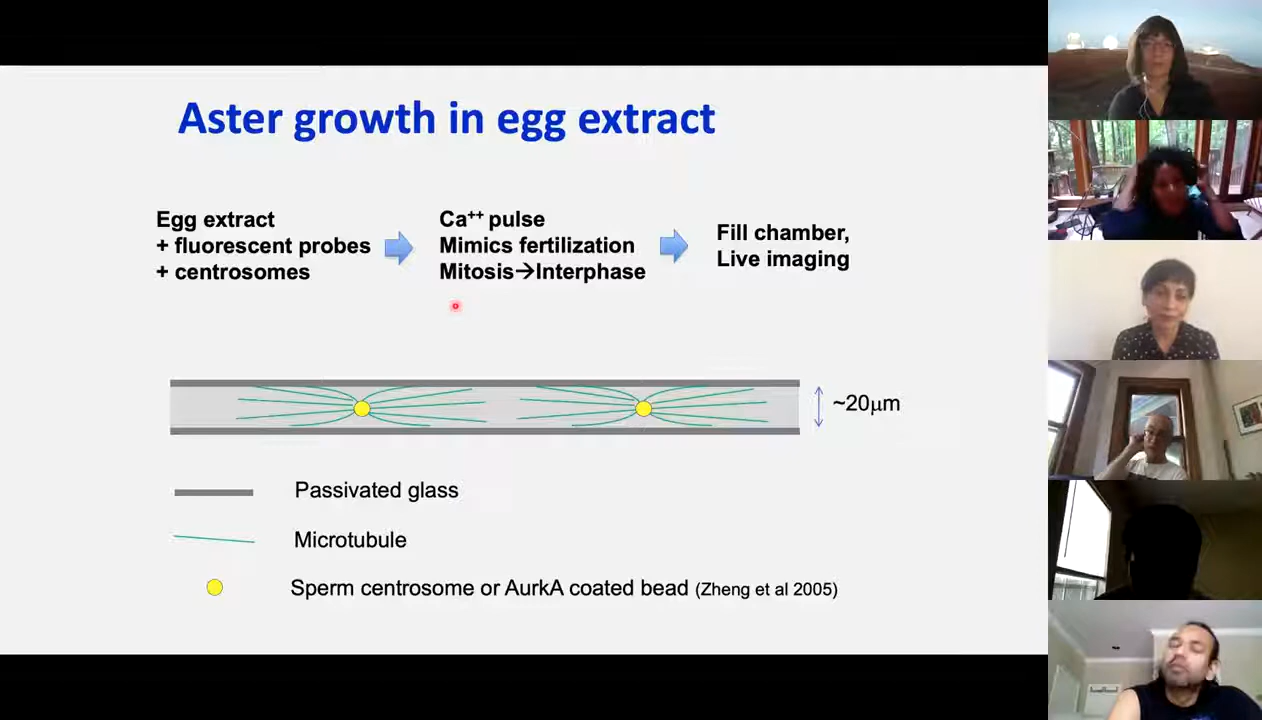 Aster growth in egg extract
Egg extract
+ fluorescent probes
+ centrosomes
Ca⁺⁺ pulse
Mimics fertilization
Mitosis→Interphase
Fill chamber,
Live imaging
~20μm
Passivated glass
Microtubule
Sperm centrosome or AurkA coated bead (Zheng et al 2005)